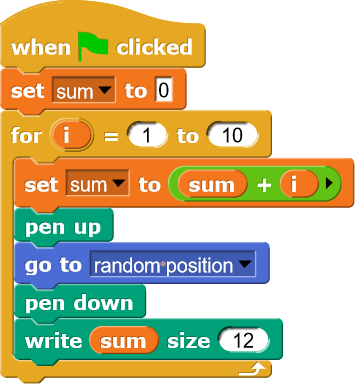 when clicked
set sum to 0
for i = 1 to 10
set sum to sum + i
pen up
go to random position
pen down
write sum size 12